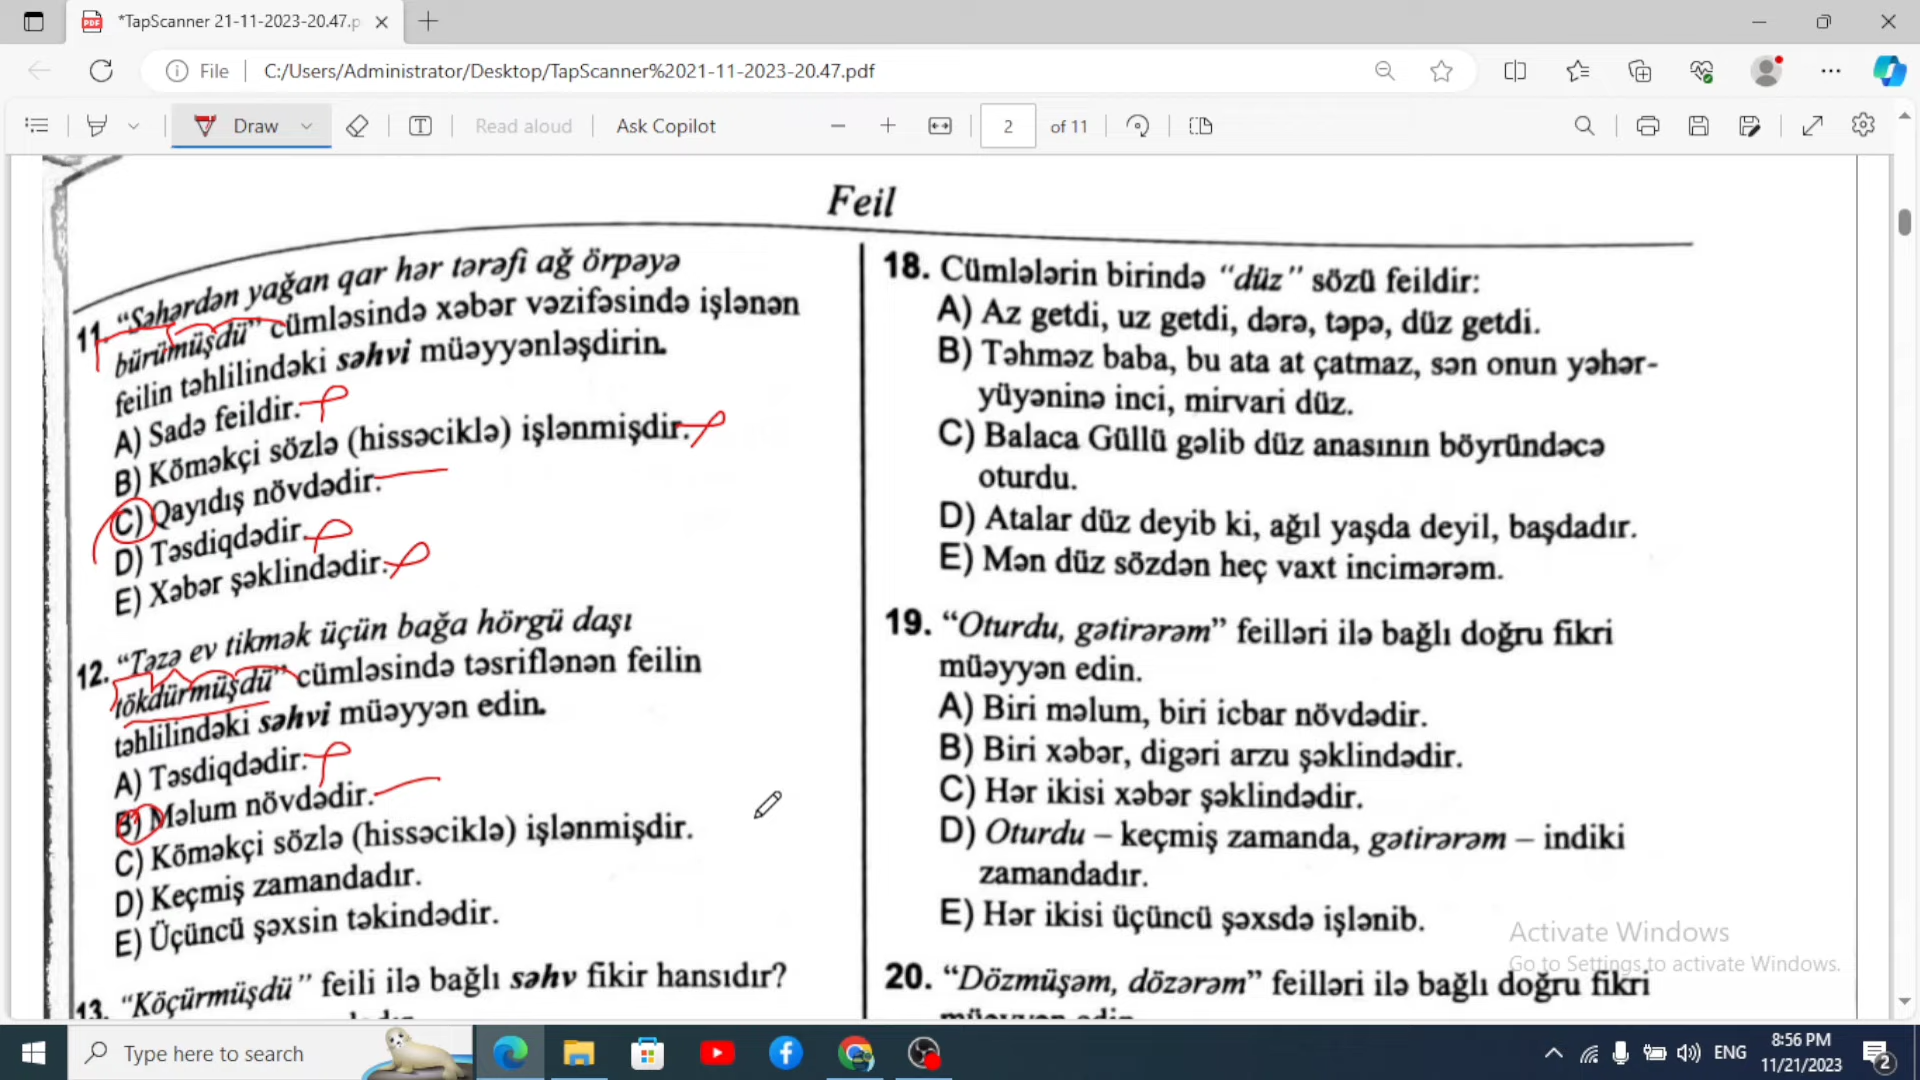 *TapScanner 21-11-2023-20.47.p
File
C:/Users/Administrator/Desktop/TapScanner%2021-11-2023-20.47.pdf
Draw
Read aloud
Ask Copilot
2
of 11
Feil
11. “Səhərdən yağan qar hər tərəfi ağ örpəyə
bürümüşdü” cümləsində xəbər vəzifəsində işlənən
feilin təhlilindəki səhvi müəyyənləşdirin.
A) Sadə feildir.
B) Köməkçi sözlə (hissəciklə) işlənmişdir.
C) Qayıdış növdədir.
D) Təsdiqdədir.
E) Xəbər şəklindədir.
12. “Təzə ev tikmək üçün bağa hörgü daşı
tökdürmüşdü” cümləsində təsriflənən feilin
təhlilindəki səhvi müəyyən edin.
A) Təsdiqdədir.
B) Məlum növdədir.
C) Köməkçi sözlə (hissəciklə) işlənmişdir.
D) Keçmiş zamandadır.
E) Üçüncü şəxsin təkindədir.
13. “Köçürmüşdü” feili ilə bağlı səhv fikir hansıdır?
18. Cümlələrin birində “düz” sözü feildir:
A) Az getdi, uz getdi, dərə, təpə, düz getdi.
B) Təhməz baba, bu ata at çatmaz, sən onun yəhər-
yüyəninə inci, mirvari düz.
C) Balaca Güllü gəlib düz anasının böyründəcə
oturdu.
D) Atalar düz deyib ki, ağıl yaşda deyil, başdadır.
E) Mən düz sözdən heç vaxt incimərəm.
19. “Oturdu, gətirərəm” feilləri ilə bağlı doğru fikri
müəyyən edin.
A) Biri məlum, biri icbar növdədir.
B) Biri xəbər, digəri arzu şəklindədir.
C) Hər ikisi xəbər şəklindədir.
D) Oturdu – keçmiş zamanda, gətirərəm – indiki
zamandadır.
E) Hər ikisi üçüncü şəxsdə işlənib.
20. “Dözmüşəm, dözərəm” feilləri ilə bağlı doğru fikri
Activate Windows
Go to Settings to activate Windows.
Type here to search
ENG
8:56 PM
11/21/2023
2